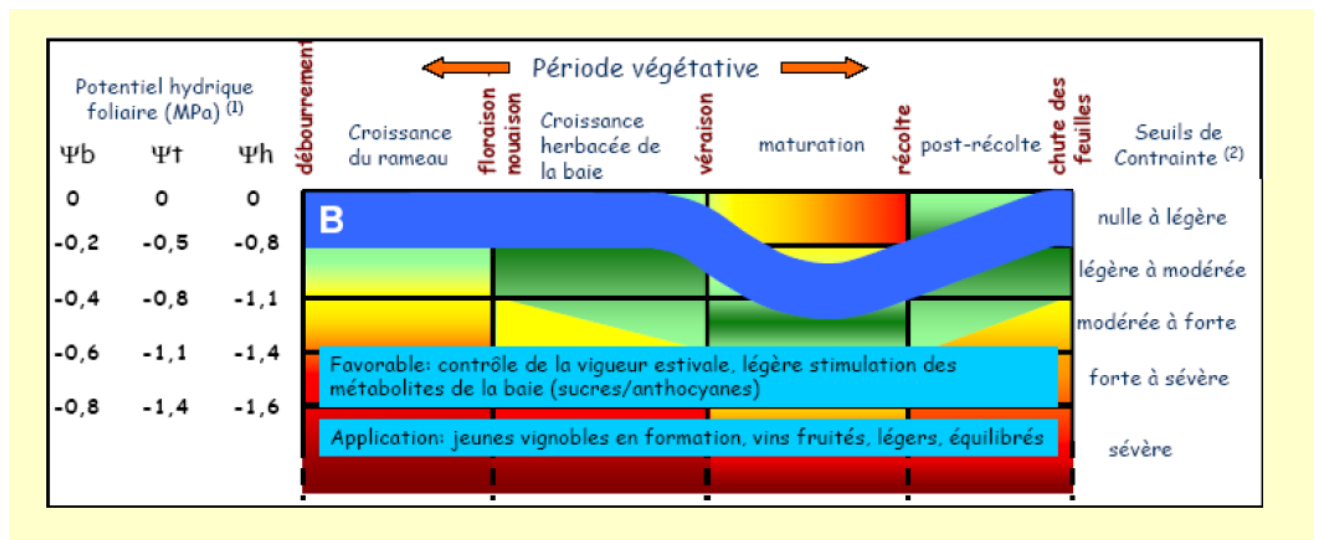 Potentiel hydrique
foliaire (MPa) (1)
Ψb Ψt Ψh
0 0 0
-0,2 -0,5 -0,8
-0,4 -0,8 -1,1
-0,6 -1,1 -1,4
-0,8 -1,4 -1,6
Période végétative
débourrement
Croissance
du rameau
floraison
nouaison
Croissance
herbacée de
la baie
véraison
maturation
récolte
post-récolte
chute des
feuilles
Seuils de
Contrainte (2)
B
nulle à légère
légère à modérée
modérée à forte
forte à sévère
sévère
Favorable: contrôle de la vigueur estivale, légère stimulation des
métabolites de la baie (sucres/anthocyanes)
Application: jeunes vignobles en formation, vins fruités, légers, équilibrés